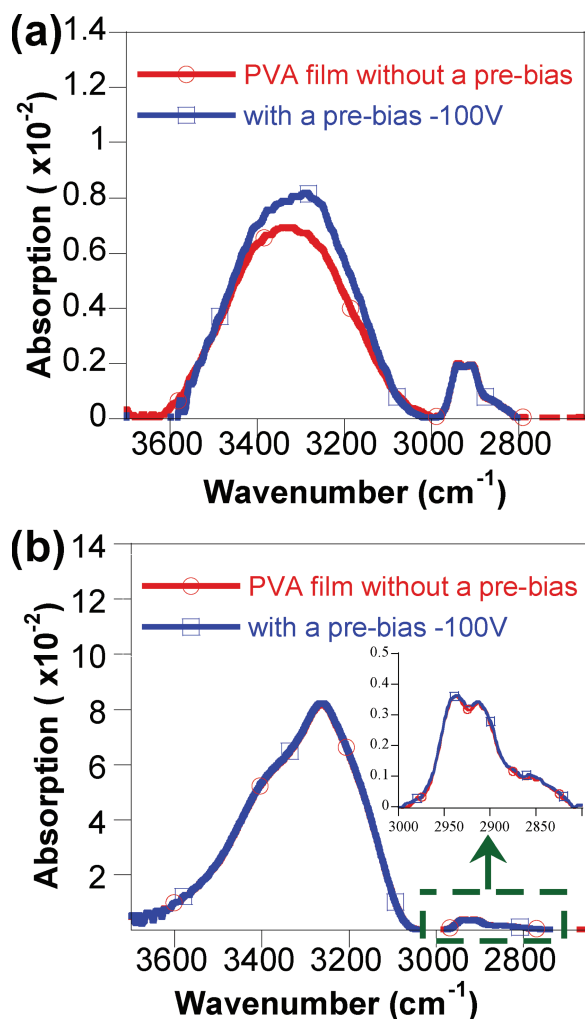 (a)
1.4
1.2
1
0.8
0.6
0.4
0.2
0
Absorption ( x10⁻²)
PVA film without a pre-bias
with a pre-bias -100V
3600 3400 3200 3000 2800
Wavenumber (cm⁻¹)
(b)
14
12
10
8
6
4
2
Absorption ( x10⁻²)
PVA film without a pre-bias
with a pre-bias -100V
0.5
0.4
0.3
0.2
0.1
0
3000 2950 2900 2850
3600 3400 3200 3000 2800
Wavenumber (cm⁻¹)